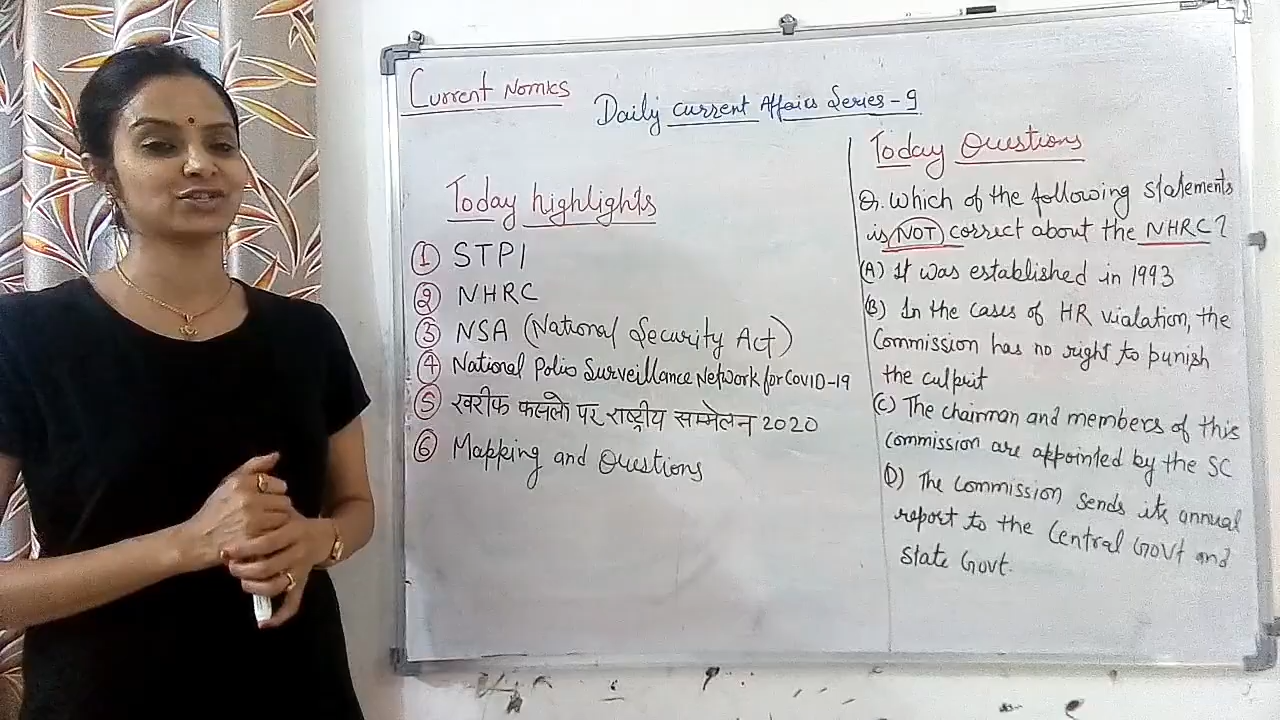 Current Nomics
Daily Current Affairs Series - 9
Today highlights
① STPI
② NHRC
③ NSA (National Security Act)
④ National Polio Surveillance Network for COVID-19
⑤ खरीफ फसलो पर राष्ट्रीय सम्मेलन 2020
⑥ Mapping and Questions
Today Questions
Q. Which of the following statements
is NOT correct about the NHRC?
(A) It was established in 1993
(B) In the cases of HR vialation, the
Commission has no right to punish
the culprit
(C) The chairman and members of this
commission are appointed by the SC
(D) The Commission sends its annual
report to the Central Govt and
State Govt.